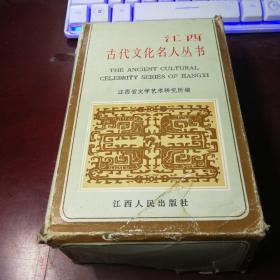 江西
古代文化名人丛书
THE ANCIENT CULTURAL
CELEBRITY SERIES OF JIANGXI
江西省文学艺术研究所编
江西人民出版社